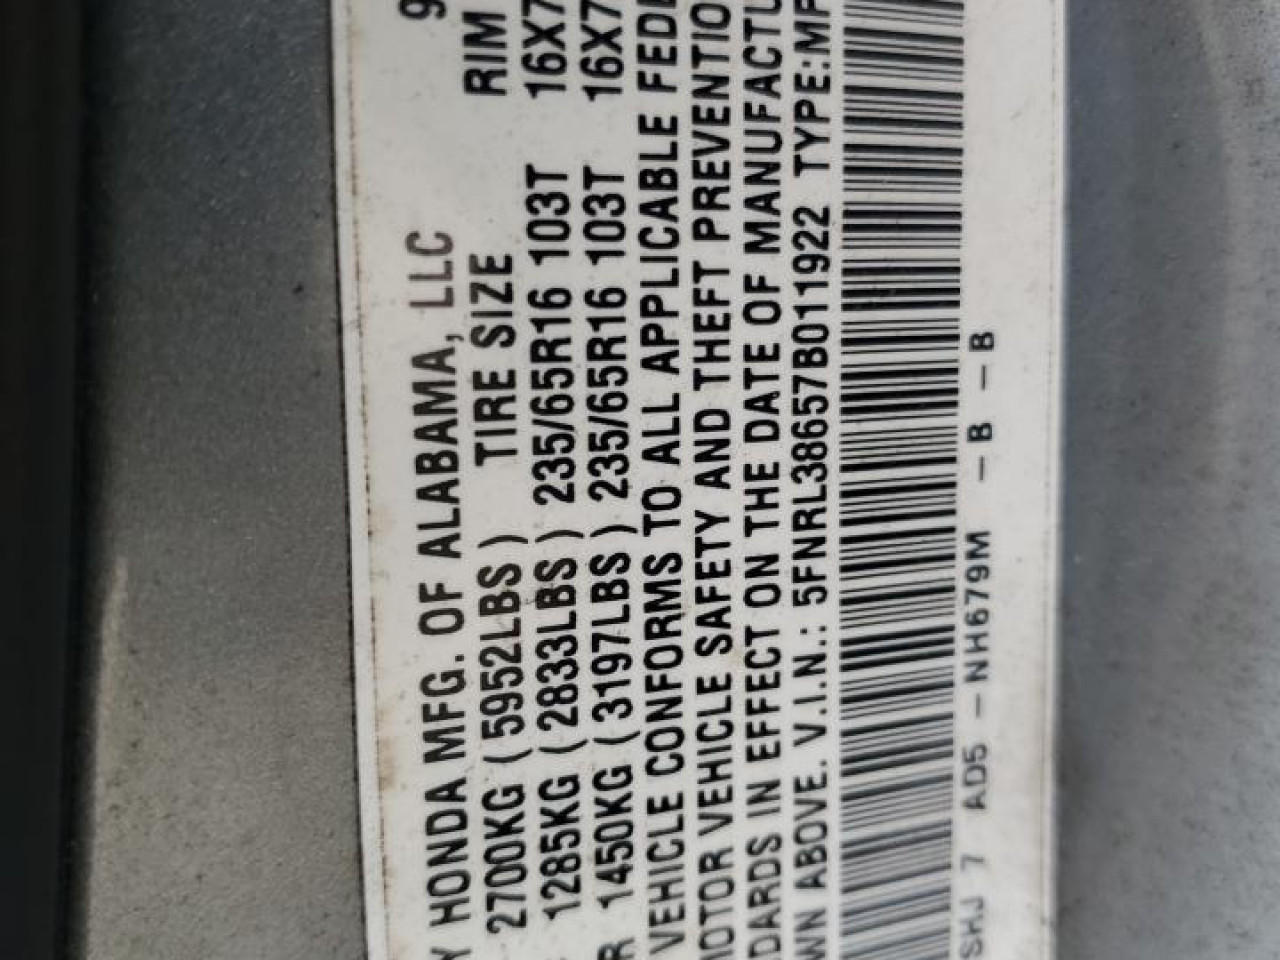 Y HONDA MFG. OF ALABAMA, LLC 9
2700KG (5952LBS) TIRE SIZE RIM
1285KG (2833LBS) 235/65R16 103T 16X7
R 1450KG (3197LBS) 235/65R16 103T 16X7
VEHICLE CONFORMS TO ALL APPLICABLE FEDE
MOTOR VEHICLE SAFETY AND THEFT PREVENTIO
DARDS IN EFFECT ON THE DATE OF MANUFACTU
WN ABOVE. V.I.N.: 5FNRL38657B011922 TYPE:MP
SHJ 7 AD5 -NH679M -B -B